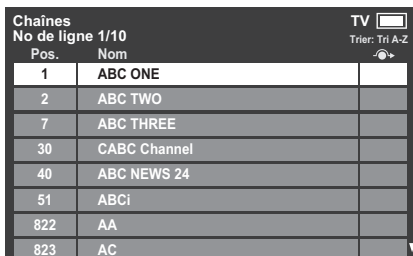 Chaînes TV
No de ligne 1/10 Trier: Tri A-Z
Pos. Nom
1 ABC ONE
2 ABC TWO
7 ABC THREE
30 CABC Channel
40 ABC NEWS 24
51 ABCi
822 AA
823 AC